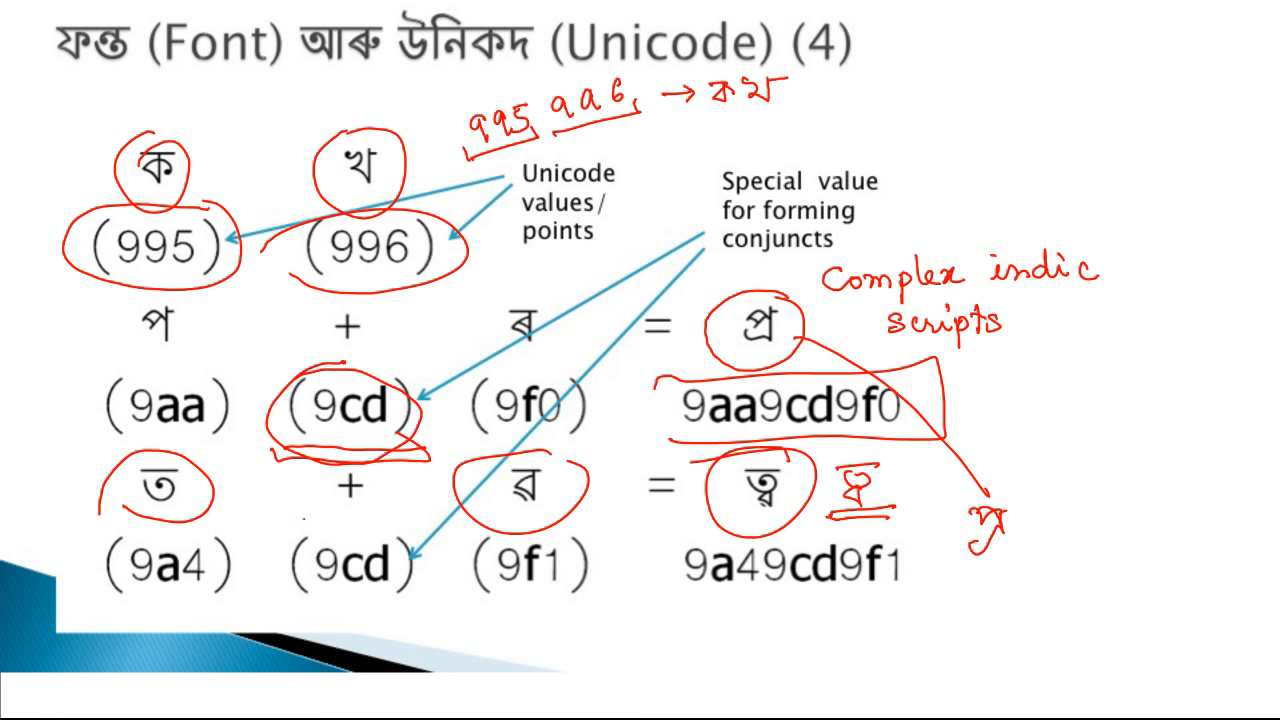 ফন্ত (Font) আৰু উনিকদ (Unicode) (4)
995 996 → কখ
ক খ
Unicode values/ points
Special value for forming conjuncts
(995) (996)
Complex indic scripts
প + ৰ = প্ৰ
(9aa) (9cd) (9f0) 9aa9cd9f0
ত + ৱ = ত্ৱ
(9a4) (9cd) (9f1) 9a49cd9f1